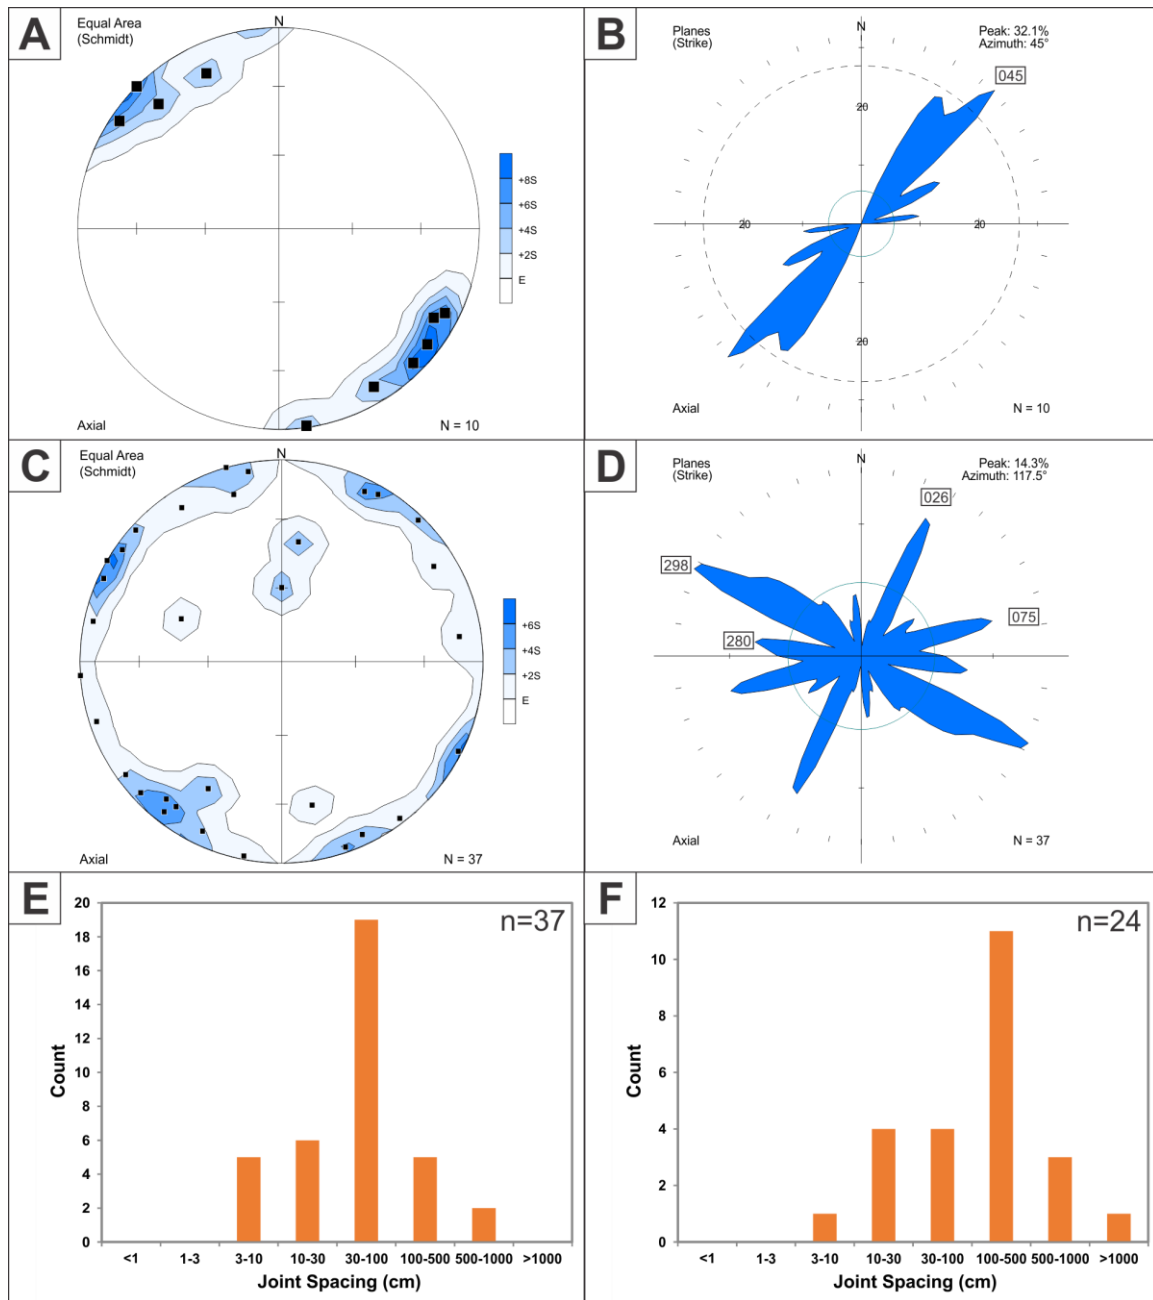 A
Equal Area
(Schmidt)
N
+8S
+6S
+4S
+2S
E
Axial
N = 10
B
Planes
(Strike)
N
Peak: 32.1%
Azimuth: 45°
045
20
20
20
20
Axial
N = 10
C
Equal Area
(Schmidt)
N
+6S
+4S
+2S
E
Axial
N = 37
D
Planes
(Strike)
N
Peak: 14.3%
Azimuth: 117.5°
026
298
075
280
Axial
N = 37
E
n=37
Count
20
18
16
14
12
10
8
6
4
2
0
<1 1-3 3-10 10-30 30-100 100-500 500-1000 >1000
Joint Spacing (cm)
F
n=24
Count
12
10
8
6
4
2
0
<1 1-3 3-10 10-30 30-100 100-500 500-1000 >1000
Joint Spacing (cm)